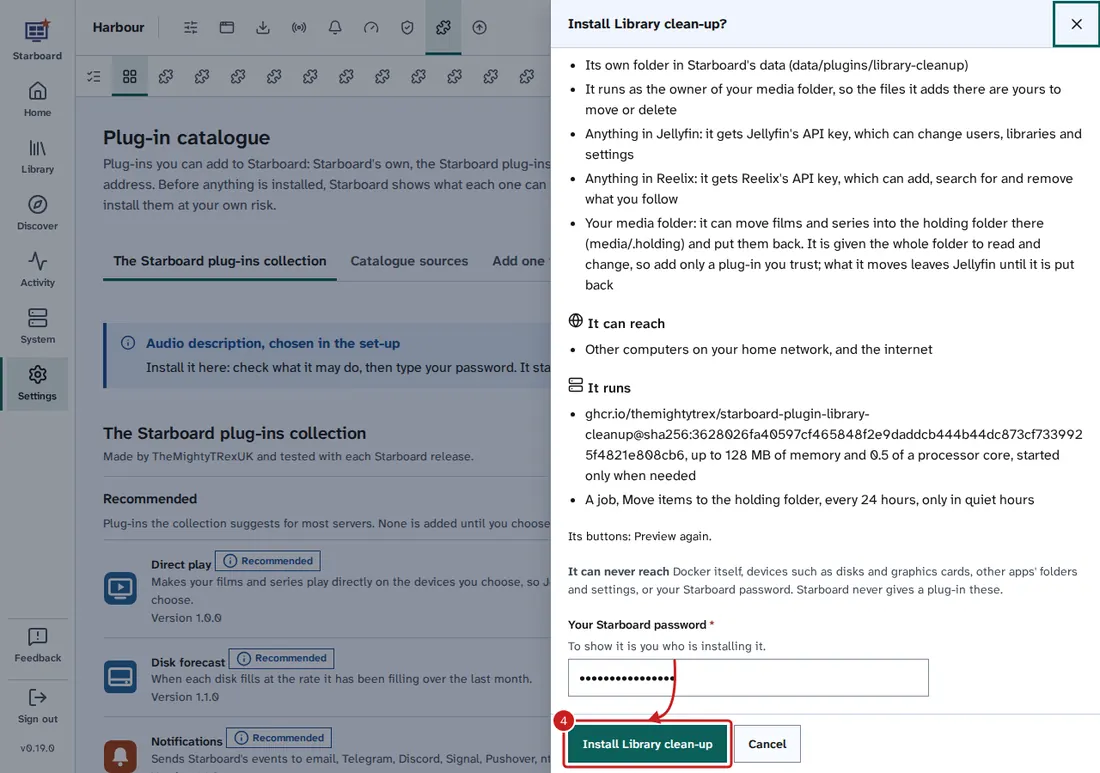 Starboard
Home
Library
Discover
Activity
System
Settings
Feedback
Sign out
v0.19.0
Harbour
Plug-in catalogue
Plug-ins you can add to Starboard: Starboard's own, the Starboard plug-ins
address. Before anything is installed, Starboard shows what each one can
install them at your own risk.
The Starboard plug-ins collection
Catalogue sources
Add one
Audio description, chosen in the set-up
Install it here: check what it may do, then type your password. It sta
The Starboard plug-ins collection
Made by TheMightyTRexUK and tested with each Starboard release.
Recommended
Plug-ins the collection suggests for most servers. None is added until you choose
Direct play
Recommended
Makes your films and series play directly on the devices you choose, so J
choose.
Version 1.0.0
Disk forecast
Recommended
When each disk fills at the rate it has been filling over the last month.
Version 1.1.0
Notifications
Recommended
Sends Starboard's events to email, Telegram, Discord, Signal, Pushover, nt
Install Library clean-up?
• Its own folder in Starboard's data (data/plugins/library-cleanup)
• It runs as the owner of your media folder, so the files it adds there are yours to
move or delete
• Anything in Jellyfin: it gets Jellyfin's API key, which can change users, libraries and
settings
• Anything in Reelix: it gets Reelix's API key, which can add, search for and remove
what you follow
• Your media folder: it can move films and series into the holding folder there
(media/.holding) and put them back. It is given the whole folder to read and
change, so add only a plug-in you trust; what it moves leaves Jellyfin until it is put
back
It can reach
• Other computers on your home network, and the internet
It runs
• ghcr.io/themightytrex/starboard-plugin-library-
cleanup@sha256:3628026fa40597cf465848f2e9daddcb444b44dc873cf733992
5f4821e808cb6, up to 128 MB of memory and 0.5 of a processor core, started
only when needed
• A job, Move items to the holding folder, every 24 hours, only in quiet hours
Its buttons: Preview again.
It can never reach Docker itself, devices such as disks and graphics cards, other apps' folders
and settings, or your Starboard password. Starboard never gives a plug-in these.
Your Starboard password *
To show it is you who is installing it.
••••••••••••••••
4
Install Library clean-up
Cancel